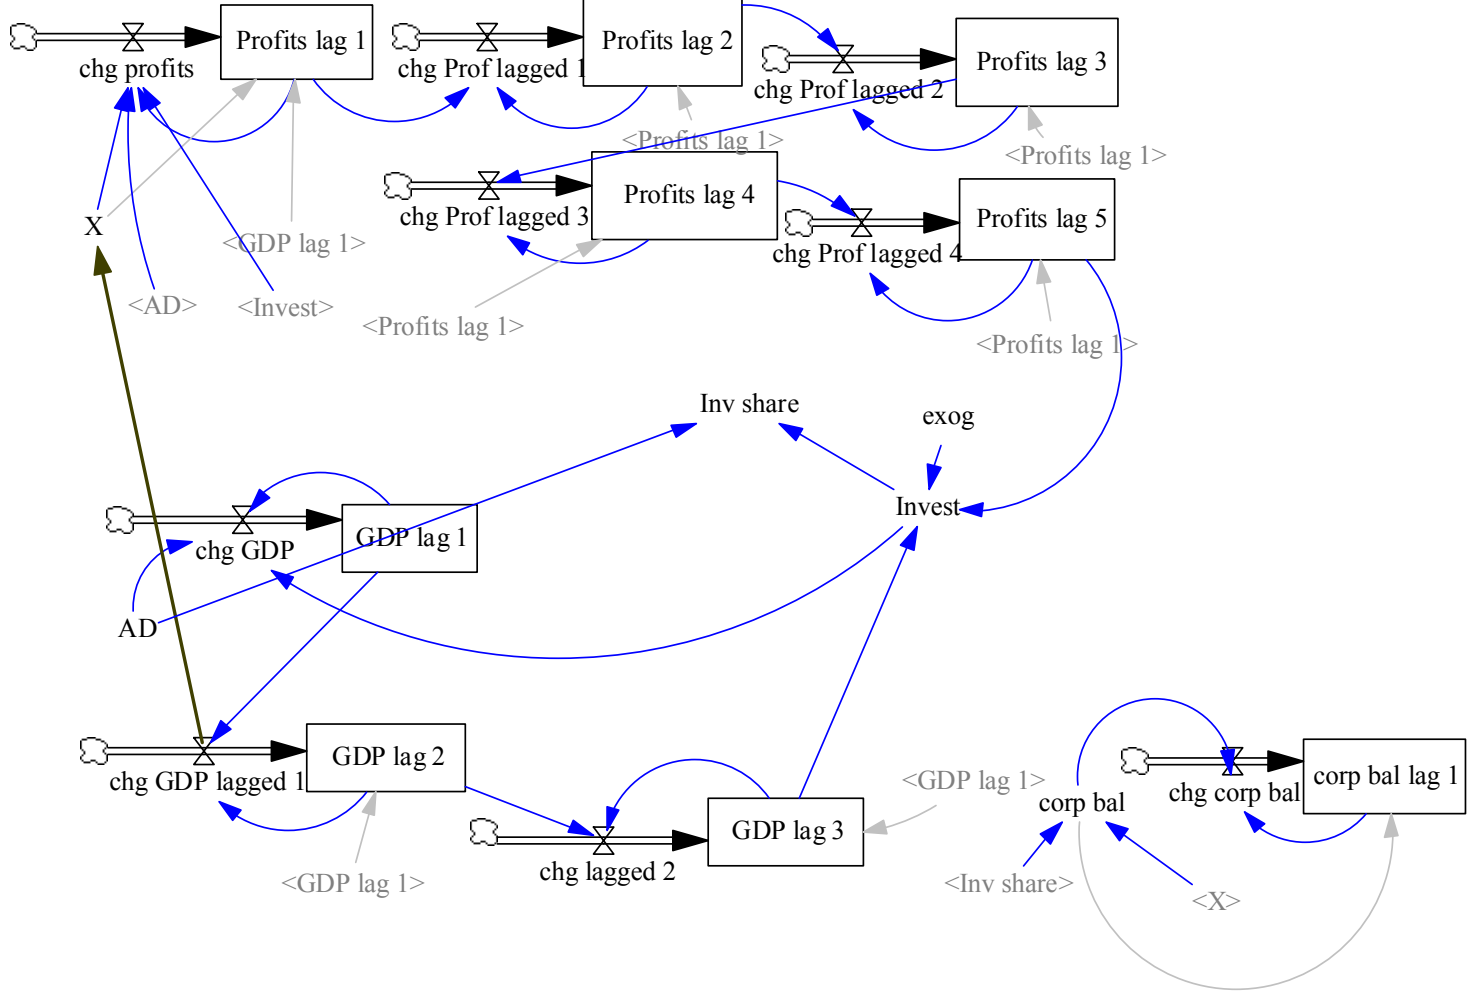 Profits lag 1
Profits lag 2
Profits lag 3
chg profits
chg Prof lagged 1
chg Prof lagged 2
<Profits lag 1>
<Profits lag 1>
Profits lag 4
Profits lag 5
chg Prof lagged 3
X
<GDP lag 1>
chg Prof lagged 4
<AD>
<Invest>
<Profits lag 1>
<Profits lag 1>
Inv share
exog
Invest
GDP lag 1
chg GDP
AD
GDP lag 2
chg GDP lagged 1
<GDP lag 1>
corp bal lag 1
chg corp bal
corp bal
GDP lag 3
chg lagged 2
<GDP lag 1>
<Inv share>
<X>